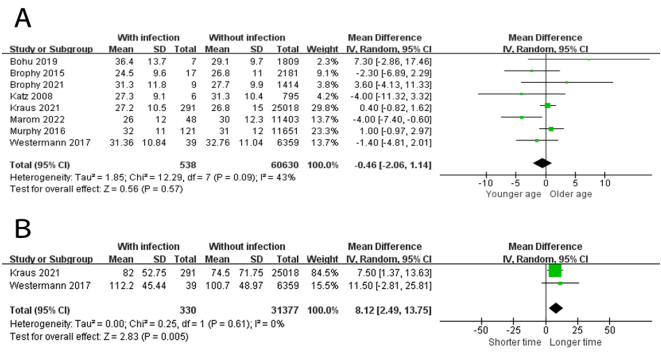 A
With infection Without infection Mean Difference Mean Difference
Study or Subgroup Mean SD Total Mean SD Total Weight IV, Random, 95% CI IV, Random, 95% CI
Bohu 2019 36.4 13.7 7 29.1 9.7 1809 2.3% 7.30 [-2.86, 17.46]
Brophy 2015 24.5 9.6 17 26.8 11 2181 9.2% -2.30 [-6.89, 2.29]
Brophy 2021 31.3 11.8 9 27.7 9.9 1414 3.8% 3.60 [-4.13, 11.33]
Katz 2008 27.3 9.1 6 31.3 10.4 795 4.2% -4.00 [-11.32, 3.32]
Kraus 2021 27.2 10.5 291 26.8 15 25018 28.7% 0.40 [-0.82, 1.62]
Marom 2022 26 12 48 30 12.3 11403 14.0% -4.00 [-7.40, -0.60]
Murphy 2016 32 11 121 31 12 11651 23.9% 1.00 [-0.97, 2.97]
Westermann 2017 31.36 10.84 39 32.76 11.04 6359 13.9% -1.40 [-4.81, 2.01]
Total (95% CI) 538 60630 100.0% -0.46 [-2.06, 1.14]
Heterogeneity: Tau² = 1.85; Chi² = 12.29, df = 7 (P = 0.09); I² = 43%
Test for overall effect: Z = 0.56 (P = 0.57)
-10 -5 0 5 10
Younger age Older age
B
With infection Without infection Mean Difference Mean Difference
Study or Subgroup Mean SD Total Mean SD Total Weight IV, Random, 95% CI IV, Random, 95% CI
Kraus 2021 82 52.75 291 74.5 71.75 25018 84.5% 7.50 [1.37, 13.63]
Westermann 2017 112.2 45.44 39 100.7 48.97 6359 15.5% 11.50 [-2.81, 25.81]
Total (95% CI) 330 31377 100.0% 8.12 [2.49, 13.75]
Heterogeneity: Tau² = 0.00; Chi² = 0.25, df = 1 (P = 0.61); I² = 0%
Test for overall effect: Z = 2.83 (P = 0.005)
-50 -25 0 25 50
Shorter time Longer time